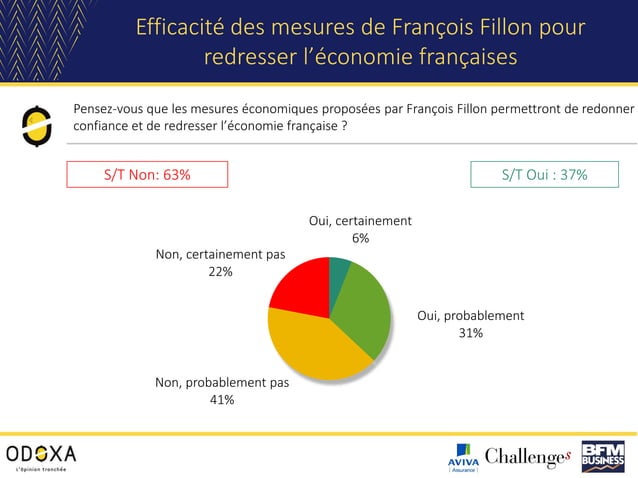 Efficacité des mesures de François Fillon pour
redresser l’économie françaises
Pensez-vous que les mesures économiques proposées par François Fillon permettront de redonner
confiance et de redresser l’économie française ?
S/T Non: 63%
S/T Oui : 37%
Oui, certainement
6%
Non, certainement pas
22%
Oui, probablement
31%
Non, probablement pas
41%
ODOXA
L'Opinion tranchée
AVIVA
Assurance
Challenges
BFM
BUSINESS